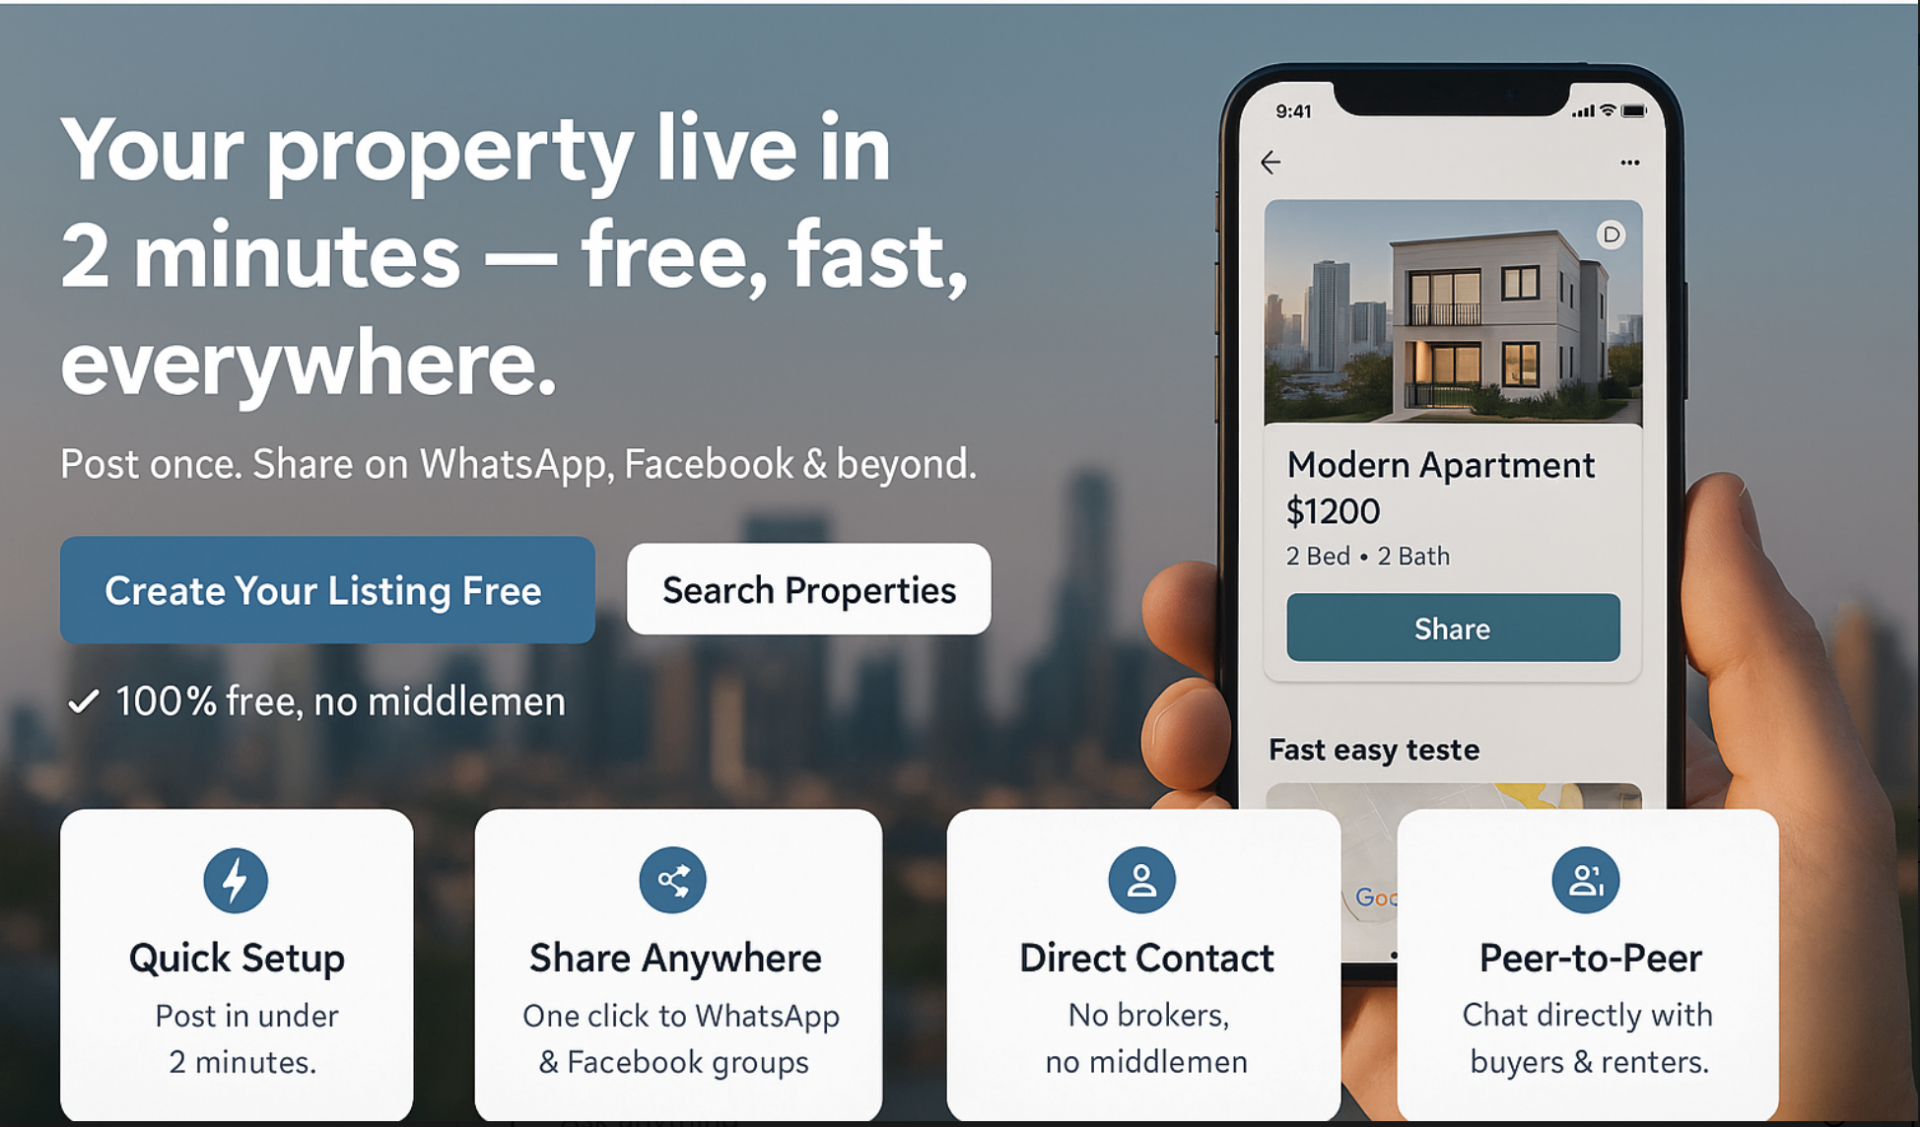 Your property live in
2 minutes — free, fast,
everywhere.
Post once. Share on WhatsApp, Facebook & beyond.
Create Your Listing Free
Search Properties
✓ 100% free, no middlemen
9:41
D
Modern Apartment
$1200
2 Bed • 2 Bath
Share
Fast easy teste
Goo
Quick Setup
Post in under
2 minutes.
Share Anywhere
One click to WhatsApp
& Facebook groups
Direct Contact
No brokers,
no middlemen
Peer-to-Peer
Chat directly with
buyers & renters.